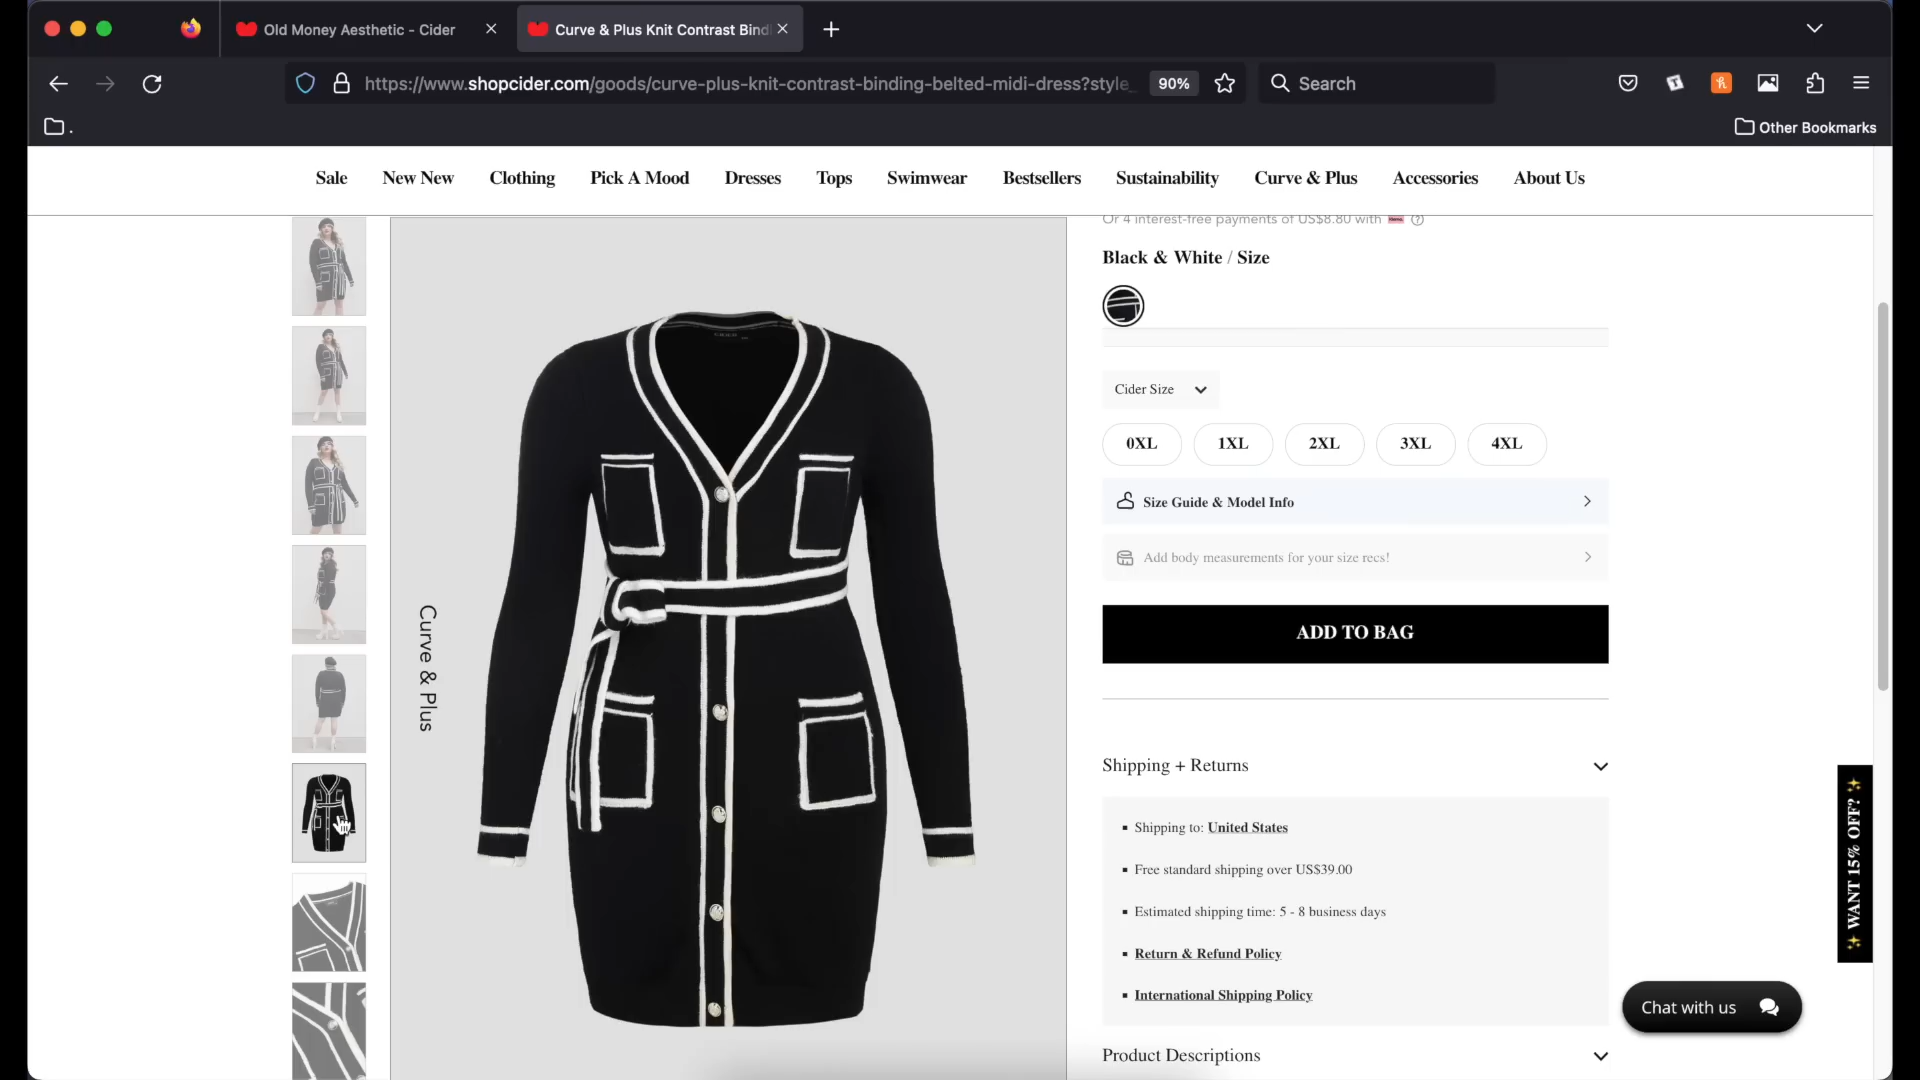 Old Money Aesthetic - Cider
Curve & Plus Knit Contrast Bind
https://www.shopcider.com/goods/curve-plus-knit-contrast-binding-belted-midi-dress?style_
90%
Search
.
Other Bookmarks
Sale
New New
Clothing
Pick A Mood
Dresses
Tops
Swimwear
Bestsellers
Sustainability
Curve & Plus
Accessories
About Us
Or 4 interest-free payments of US$8.80 with
Black & White / Size
Cider Size
0XL
1XL
2XL
3XL
4XL
Size Guide & Model Info
Add body measurements for your size recs!
ADD TO BAG
Curve & Plus
Shipping + Returns
Shipping to: United States
Free standard shipping over US$39.00
Estimated shipping time: 5 - 8 business days
Return & Refund Policy
International Shipping Policy
✨ WANT 15% OFF? ✨
Chat with us
Product Descriptions